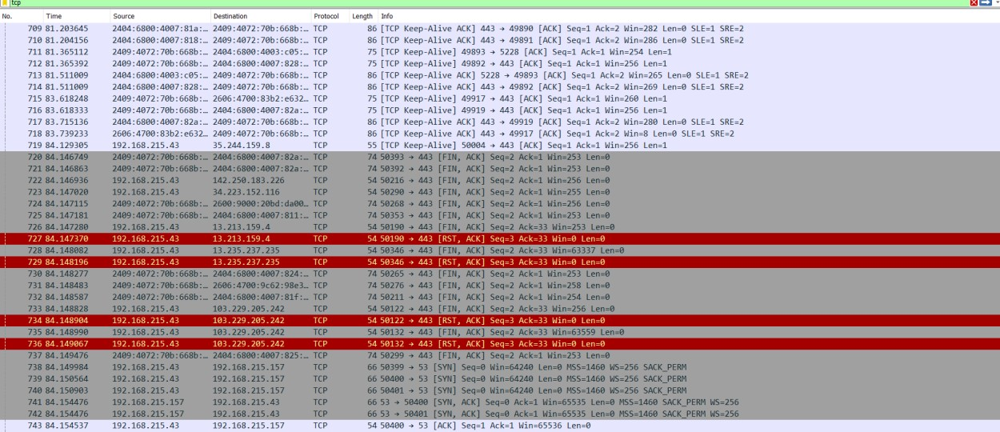 tcp
No. Time Source Destination Protocol Length Info
709 81.203645 2404:6800:4007:81a:… 2409:4072:70b:668b:… TCP 86 [TCP Keep-Alive ACK] 443 → 49890 [ACK] Seq=1 Ack=2 Win=282 Len=0 SLE=1 SRE=2
710 81.204156 2404:6800:4007:818:… 2409:4072:70b:668b:… TCP 86 [TCP Keep-Alive ACK] 443 → 49891 [ACK] Seq=1 Ack=2 Win=286 Len=0 SLE=1 SRE=2
711 81.365112 2409:4072:70b:668b:… 2404:6800:4003:c05:… TCP 75 [TCP Keep-Alive] 49893 → 5228 [ACK] Seq=1 Ack=1 Win=254 Len=1
712 81.365392 2409:4072:70b:668b:… 2404:6800:4007:828:… TCP 75 [TCP Keep-Alive] 49892 → 443 [ACK] Seq=1 Ack=1 Win=256 Len=1
713 81.511009 2404:6800:4003:c05:… 2409:4072:70b:668b:… TCP 86 [TCP Keep-Alive ACK] 5228 → 49893 [ACK] Seq=1 Ack=2 Win=265 Len=0 SLE=1 SRE=2
714 81.511009 2404:6800:4007:828:… 2409:4072:70b:668b:… TCP 86 [TCP Keep-Alive ACK] 443 → 49892 [ACK] Seq=1 Ack=2 Win=269 Len=0 SLE=1 SRE=2
715 83.618248 2409:4072:70b:668b:… 2606:4700:83b2:e632… TCP 75 [TCP Keep-Alive] 49917 → 443 [ACK] Seq=1 Ack=1 Win=260 Len=1
716 83.618333 2409:4072:70b:668b:… 2404:6800:4007:82a:… TCP 75 [TCP Keep-Alive] 49919 → 443 [ACK] Seq=1 Ack=1 Win=256 Len=1
717 83.715136 2404:6800:4007:82a:… 2409:4072:70b:668b:… TCP 86 [TCP Keep-Alive ACK] 443 → 49919 [ACK] Seq=1 Ack=2 Win=280 Len=0 SLE=1 SRE=2
718 83.739233 2606:4700:83b2:e632… 2409:4072:70b:668b:… TCP 86 [TCP Keep-Alive ACK] 443 → 49917 [ACK] Seq=1 Ack=2 Win=8 Len=0 SLE=1 SRE=2
719 84.129305 192.168.215.43 35.244.159.8 TCP 55 [TCP Keep-Alive] 50004 → 443 [ACK] Seq=1 Ack=1 Win=256 Len=1
720 84.146749 2409:4072:70b:668b:… 2404:6800:4007:82a:… TCP 74 50393 → 443 [FIN, ACK] Seq=2 Ack=1 Win=253 Len=0
721 84.146863 2409:4072:70b:668b:… 2404:6800:4007:82a:… TCP 74 50392 → 443 [FIN, ACK] Seq=2 Ack=1 Win=253 Len=0
722 84.146936 192.168.215.43 142.250.183.226 TCP 54 50216 → 443 [FIN, ACK] Seq=2 Ack=1 Win=256 Len=0
723 84.147020 192.168.215.43 34.223.152.116 TCP 54 50290 → 443 [FIN, ACK] Seq=2 Ack=1 Win=255 Len=0
724 84.147115 2409:4072:70b:668b:… 2600:9000:20bd:da00… TCP 74 50268 → 443 [FIN, ACK] Seq=2 Ack=1 Win=256 Len=0
725 84.147181 2409:4072:70b:668b:… 2404:6800:4007:811:… TCP 74 50353 → 443 [FIN, ACK] Seq=2 Ack=1 Win=253 Len=0
726 84.147280 192.168.215.43 13.213.159.4 TCP 54 50190 → 443 [FIN, ACK] Seq=2 Ack=33 Win=253 Len=0
727 84.147370 192.168.215.43 13.213.159.4 TCP 54 50190 → 443 [RST, ACK] Seq=3 Ack=33 Win=0 Len=0
728 84.148082 192.168.215.43 13.235.237.235 TCP 54 50346 → 443 [FIN, ACK] Seq=2 Ack=33 Win=63337 Len=0
729 84.148196 192.168.215.43 13.235.237.235 TCP 54 50346 → 443 [RST, ACK] Seq=3 Ack=33 Win=0 Len=0
730 84.148277 2409:4072:70b:668b:… 2404:6800:4007:824:… TCP 74 50265 → 443 [FIN, ACK] Seq=2 Ack=1 Win=253 Len=0
731 84.148483 2409:4072:70b:668b:… 2606:4700:9c62:98e3… TCP 74 50276 → 443 [FIN, ACK] Seq=2 Ack=1 Win=258 Len=0
732 84.148587 2409:4072:70b:668b:… 2404:6800:4007:81f:… TCP 74 50211 → 443 [FIN, ACK] Seq=2 Ack=1 Win=254 Len=0
733 84.148828 192.168.215.43 103.229.205.242 TCP 54 50122 → 443 [FIN, ACK] Seq=2 Ack=33 Win=256 Len=0
734 84.148904 192.168.215.43 103.229.205.242 TCP 54 50122 → 443 [RST, ACK] Seq=3 Ack=33 Win=0 Len=0
735 84.148990 192.168.215.43 103.229.205.242 TCP 54 50132 → 443 [FIN, ACK] Seq=2 Ack=33 Win=63559 Len=0
736 84.149067 192.168.215.43 103.229.205.242 TCP 54 50132 → 443 [RST, ACK] Seq=3 Ack=33 Win=0 Len=0
737 84.149476 2409:4072:70b:668b:… 2404:6800:4007:825:… TCP 74 50299 → 443 [FIN, ACK] Seq=2 Ack=1 Win=253 Len=0
738 84.149984 192.168.215.43 192.168.215.157 TCP 66 50399 → 53 [SYN] Seq=0 Win=64240 Len=0 MSS=1460 WS=256 SACK_PERM
739 84.150564 192.168.215.43 192.168.215.157 TCP 66 50400 → 53 [SYN] Seq=0 Win=64240 Len=0 MSS=1460 WS=256 SACK_PERM
740 84.150903 192.168.215.43 192.168.215.157 TCP 66 50401 → 53 [SYN] Seq=0 Win=64240 Len=0 MSS=1460 WS=256 SACK_PERM
741 84.154476 192.168.215.157 192.168.215.43 TCP 66 53 → 50400 [SYN, ACK] Seq=0 Ack=1 Win=65535 Len=0 MSS=1460 SACK_PERM WS=256
742 84.154476 192.168.215.157 192.168.215.43 TCP 66 53 → 50401 [SYN, ACK] Seq=0 Ack=1 Win=65535 Len=0 MSS=1460 SACK_PERM WS=256
743 84.154537 192.168.215.43 192.168.215.157 TCP 54 50400 → 53 [ACK] Seq=1 Ack=1 Win=65536 Len=0